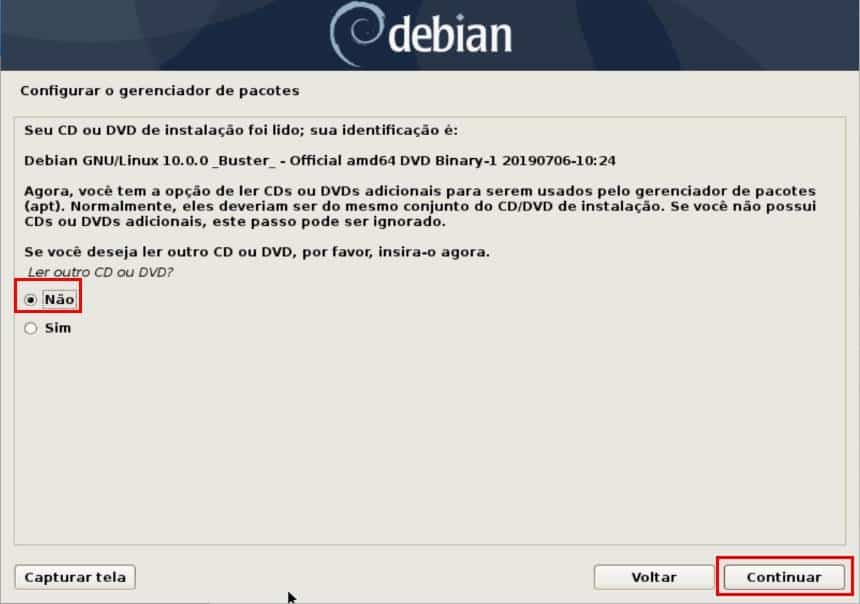 debian
Configurar o gerenciador de pacotes
Seu CD ou DVD de instalação foi lido; sua identificação é:
Debian GNU/Linux 10.0.0 _Buster_ - Official amd64 DVD Binary-1 20190706-10:24
Agora, você tem a opção de ler CDs ou DVDs adicionais para serem usados pelo gerenciador de pacotes
(apt). Normalmente, eles deveriam ser do mesmo conjunto do CD/DVD de instalação. Se você não possui
CDs ou DVDs adicionais, este passo pode ser ignorado.
Se você deseja ler outro CD ou DVD, por favor, insira-o agora.
Ler outro CD ou DVD?
Não
Sim
Capturar tela
Voltar
Continuar